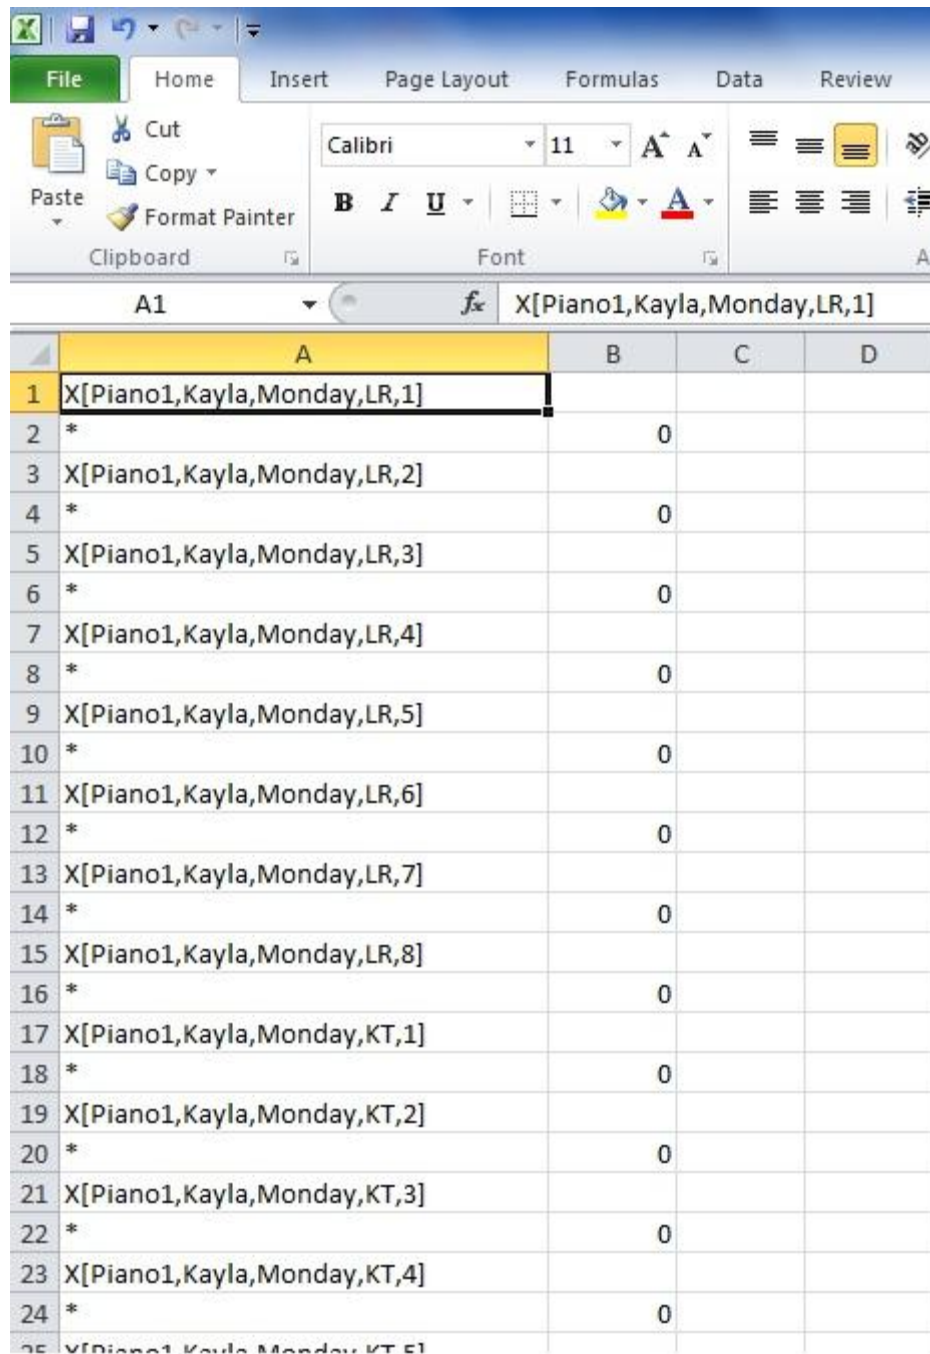 File Home Insert Page Layout Formulas Data Review
Cut
Copy
Paste
Format Painter
Calibri 11 A A
B I U A
Clipboard Font A
A1 fx X[Piano1,Kayla,Monday,LR,1]
A B C D
1 X[Piano1,Kayla,Monday,LR,1]
2 * 0
3 X[Piano1,Kayla,Monday,LR,2]
4 * 0
5 X[Piano1,Kayla,Monday,LR,3]
6 * 0
7 X[Piano1,Kayla,Monday,LR,4]
8 * 0
9 X[Piano1,Kayla,Monday,LR,5]
10 * 0
11 X[Piano1,Kayla,Monday,LR,6]
12 * 0
13 X[Piano1,Kayla,Monday,LR,7]
14 * 0
15 X[Piano1,Kayla,Monday,LR,8]
16 * 0
17 X[Piano1,Kayla,Monday,KT,1]
18 * 0
19 X[Piano1,Kayla,Monday,KT,2]
20 * 0
21 X[Piano1,Kayla,Monday,KT,3]
22 * 0
23 X[Piano1,Kayla,Monday,KT,4]
24 * 0
25 X[Piano1,Kayla,Monday,KT,5]